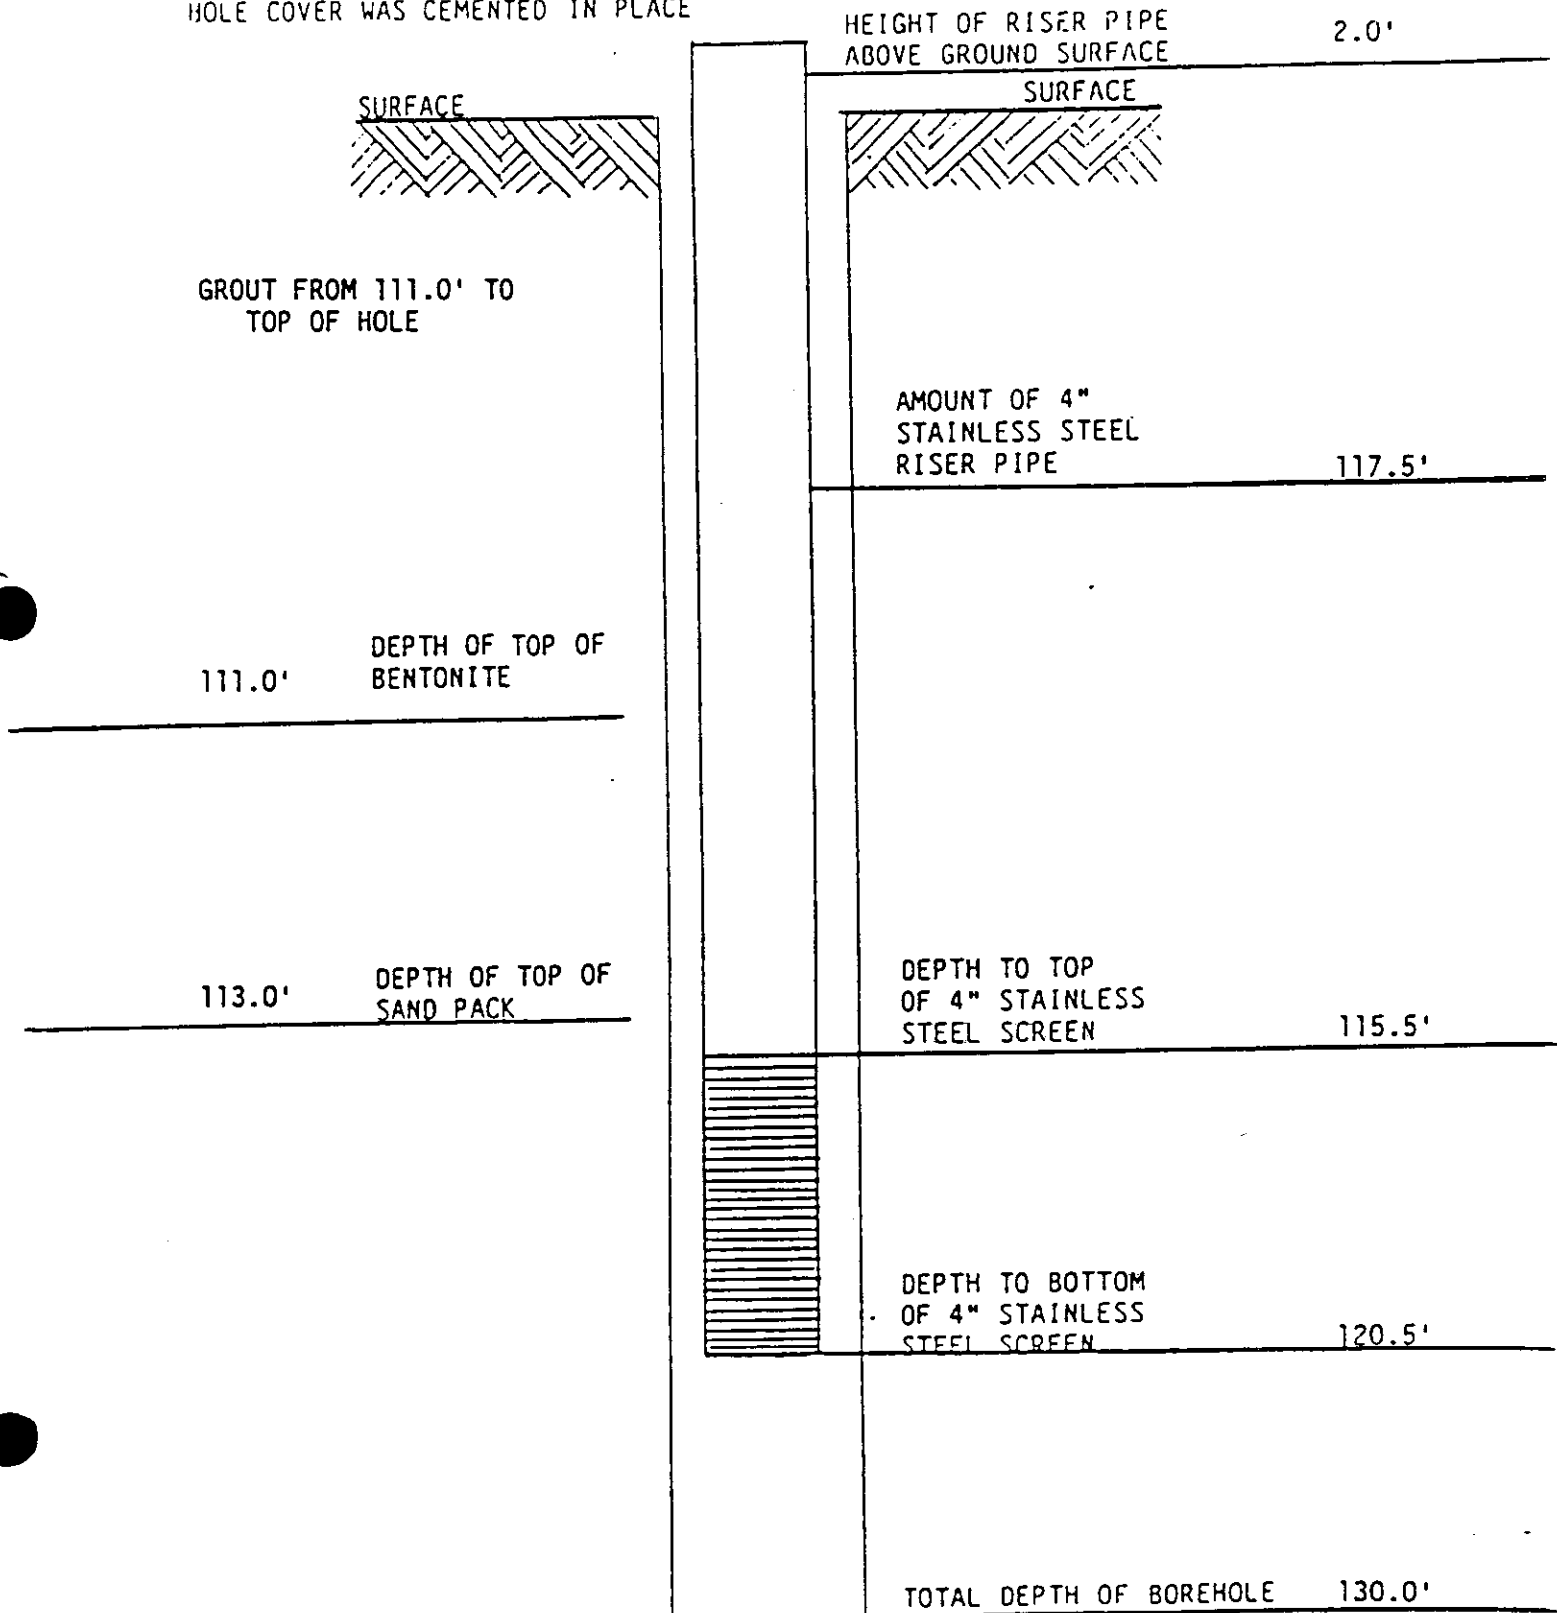 HOLE COVER WAS CEMENTED IN PLACE
HEIGHT OF RISER PIPE
ABOVE GROUND SURFACE 2.0'
SURFACE
SURFACE
GROUT FROM 111.0' TO
TOP OF HOLE
AMOUNT OF 4"
STAINLESS STEEL
RISER PIPE 117.5'
DEPTH OF TOP OF
111.0' BENTONITE
DEPTH OF TOP OF
113.0' SAND PACK
DEPTH TO TOP
OF 4" STAINLESS
STEEL SCREEN 115.5'
DEPTH TO BOTTOM
OF 4" STAINLESS
STEEL SCREEN 120.5'
TOTAL DEPTH OF BOREHOLE 130.0'